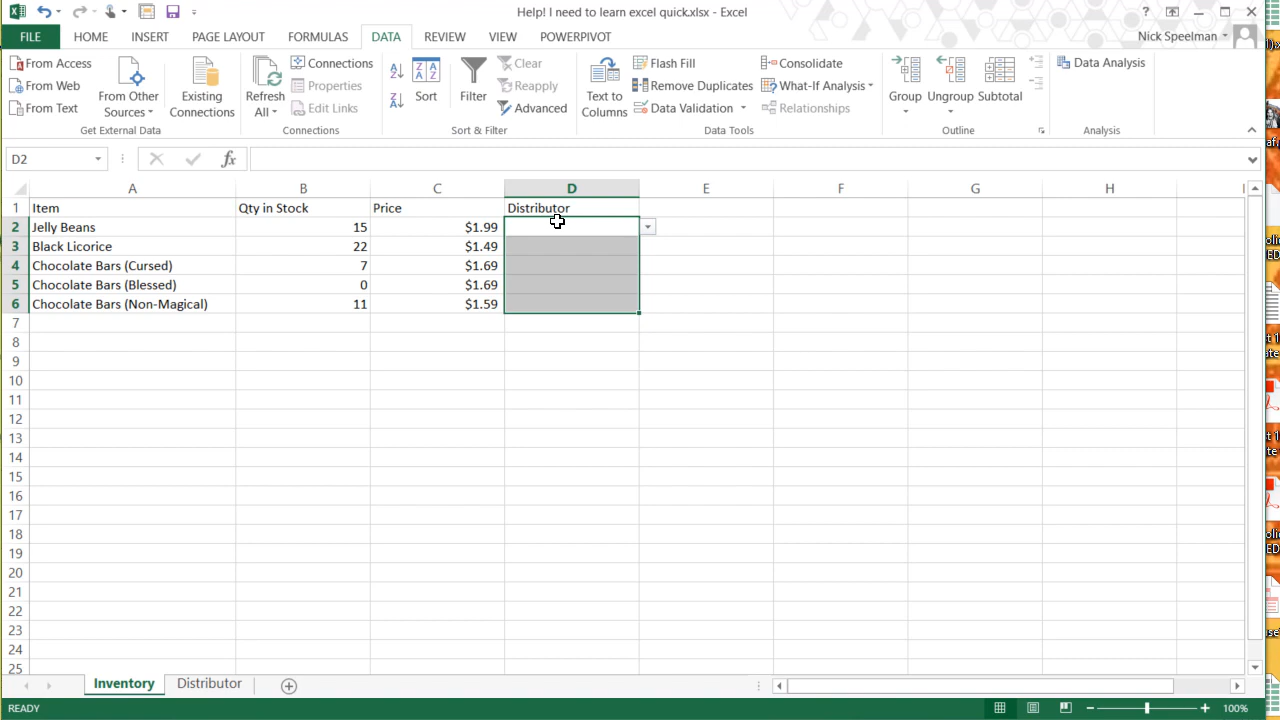 Help! I need to learn excel quick.xlsx - Excel
FILE HOME INSERT PAGE LAYOUT FORMULAS DATA REVIEW VIEW POWERPIVOT Nick Speelman
From Access
From Web
From Text
From Other Sources
Existing Connections
Get External Data
Refresh All
Connections
Properties
Edit Links
Connections
Sort
Filter
Clear
Reapply
Advanced
Sort & Filter
Text to Columns
Flash Fill
Remove Duplicates
Data Validation
Consolidate
What-If Analysis
Relationships
Data Tools
Group
Ungroup
Subtotal
Outline
Data Analysis
Analysis
D2 fx
A B C D E F G H
1 Item Qty in Stock Price Distributor
2 Jelly Beans 15 $1.99
3 Black Licorice 22 $1.49
4 Chocolate Bars (Cursed) 7 $1.69
5 Chocolate Bars (Blessed) 0 $1.69
6 Chocolate Bars (Non-Magical) 11 $1.59
7
8
9
10
11
12
13
14
15
16
17
18
19
20
21
22
23
24
25
Inventory Distributor
READY 100%